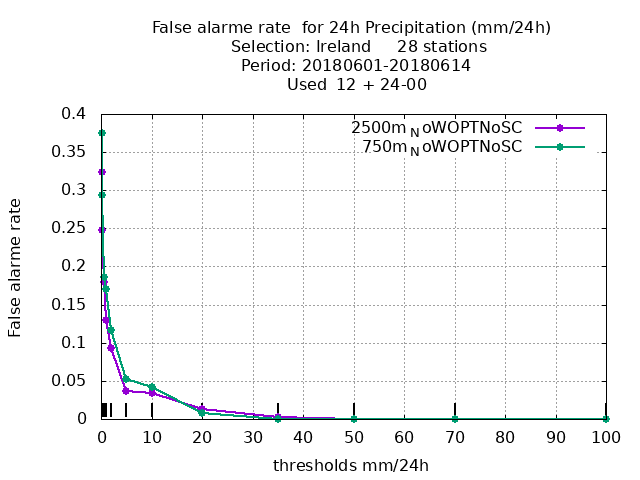 False alarme rate  for 24h Precipitation (mm/24h)
Selection: Ireland     28 stations
Period: 20180601-20180614
Used  12 + 24-00
2500m_NoWOPTNoSC
750m_NoWOPTNoSC
False alarme rate
0.4
0.35
0.3
0.25
0.2
0.15
0.1
0.05
0
0 10 20 30 40 50 60 70 80 90 100
thresholds mm/24h